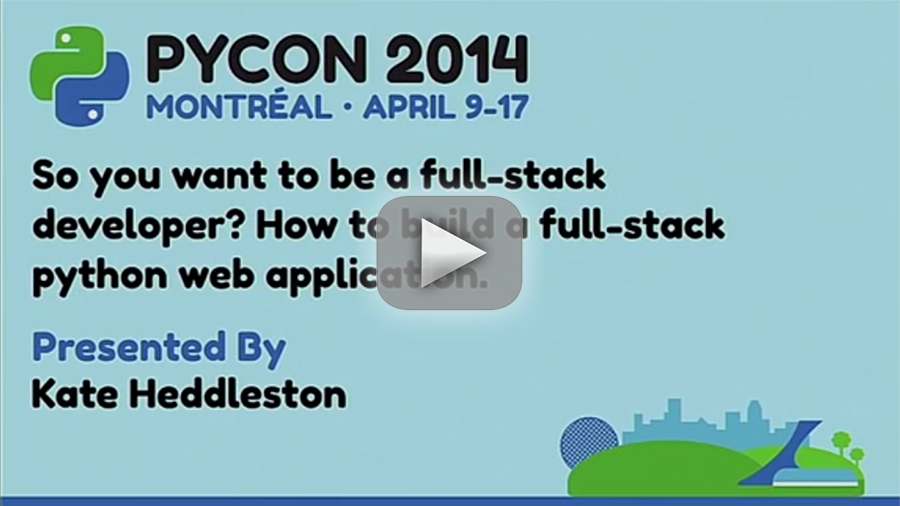 PYCON 2014
MONTRÉAL • APRIL 9-17
So you want to be a full-stack
developer? How to build a full-stack
python web application.
Presented By
Kate Heddleston